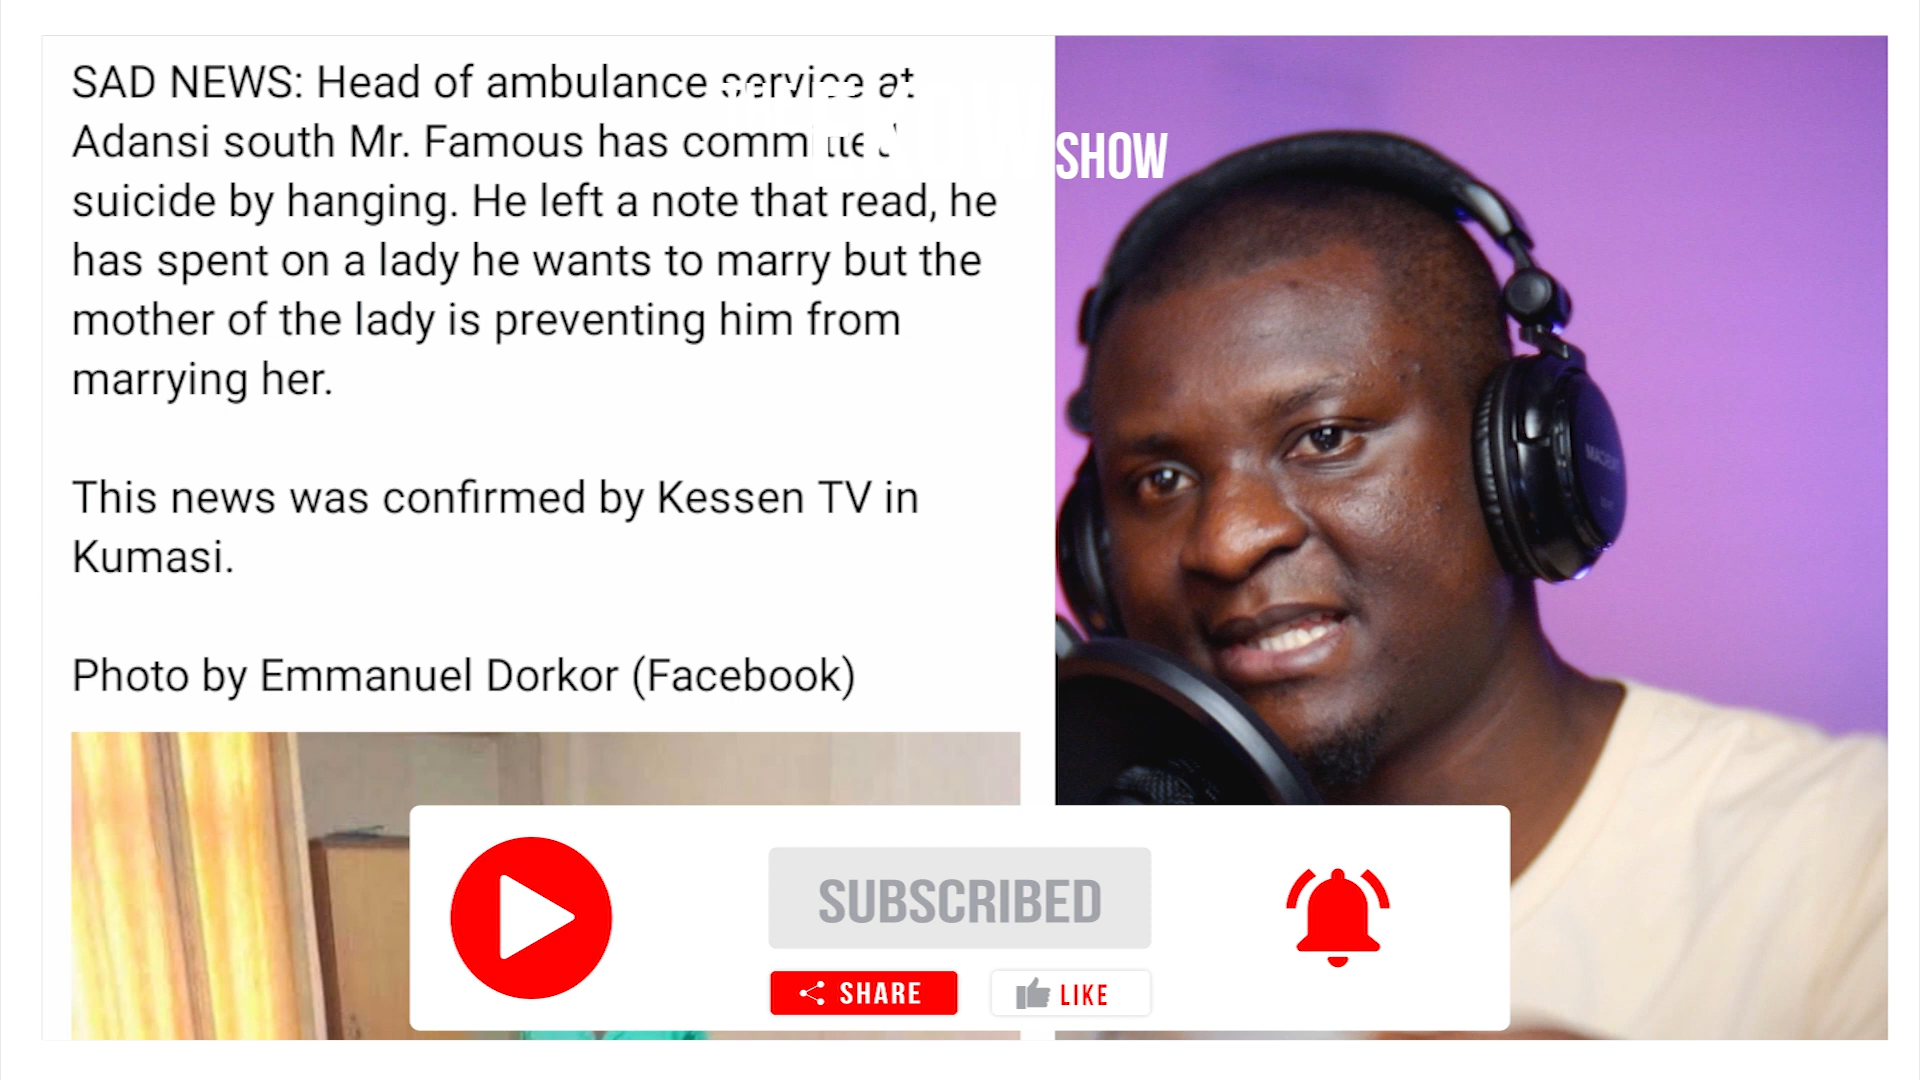 SAD NEWS: Head of ambulance service at
Adansi south Mr. Famous has committed
suicide by hanging. He left a note that read, he
has spent on a lady he wants to marry but the
mother of the lady is preventing him from
marrying her.
This news was confirmed by Kessen TV in
Kumasi.
Photo by Emmanuel Dorkor (Facebook)
SHOW
SUBSCRIBED
SHARE
LIKE